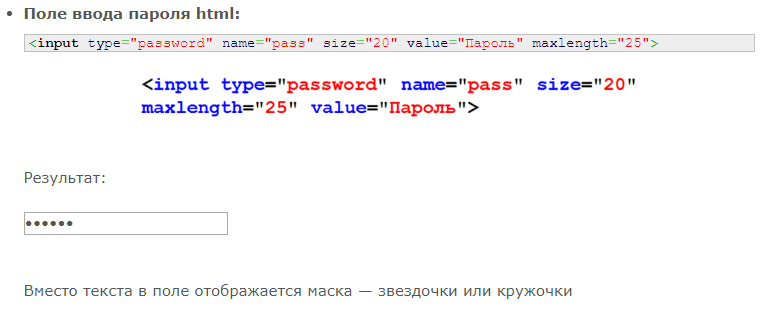 Поле ввода пароля html:
<input type="password" name="pass" size="20" value="Пароль" maxlength="25">
<input type="password" name="pass" size="20"
maxlength="25" value="Пароль">
Результат:
••••••
Вместо текста в поле отображается маска — звездочки или кружочки